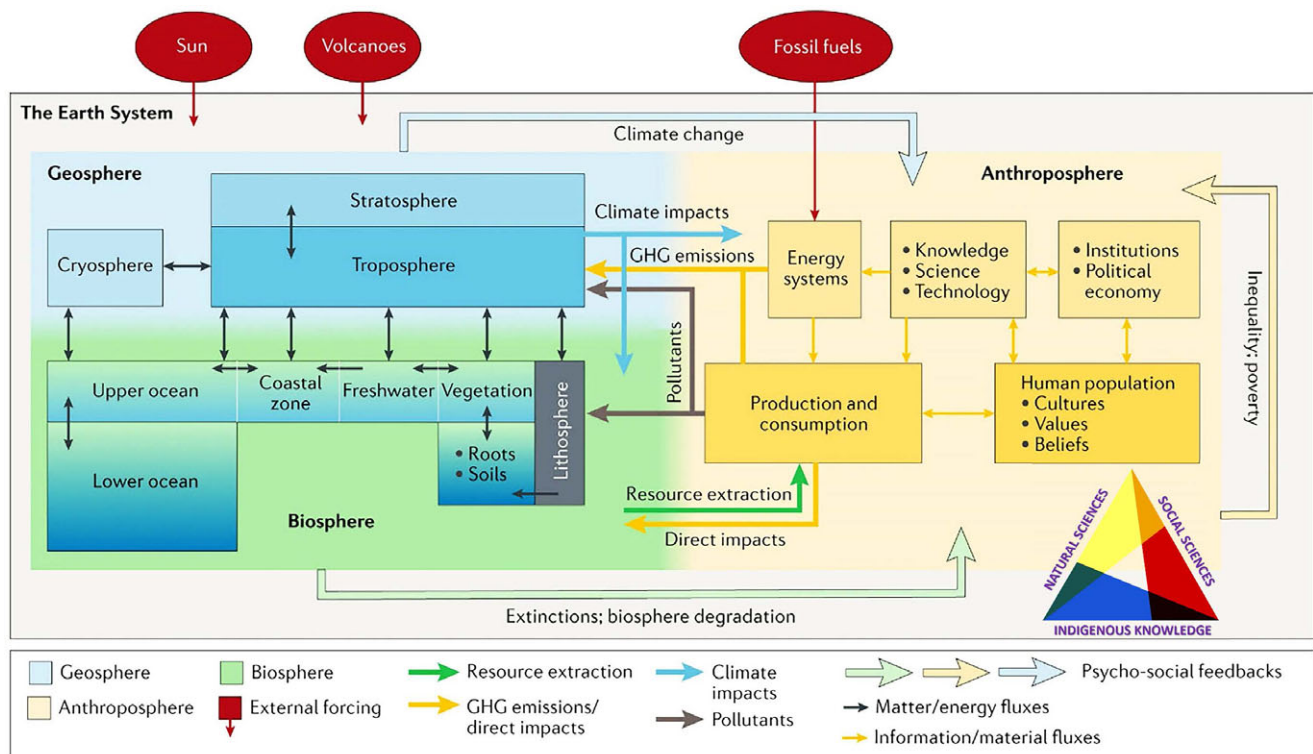 Sun
Volcanoes
Fossil fuels
The Earth System
Climate change
Geosphere
Anthroposphere
Stratosphere
Climate impacts
Cryosphere
Troposphere
GHG emissions
Energy
systems
• Knowledge
• Science
• Technology
• Institutions
• Political
economy
Inequality; poverty
Pollutants
Upper ocean
Coastal
zone
Freshwater
Vegetation
Lithosphere
Production and
consumption
Human population
• Cultures
• Values
• Beliefs
• Roots
• Soils
Lower ocean
Resource extraction
Biosphere
Direct impacts
NATURAL SCIENCES
SOCIAL SCIENCES
INDIGENOUS KNOWLEDGE
Extinctions; biosphere degradation
Geosphere
Biosphere
Resource extraction
Climate
impacts
Psycho-social feedbacks
Anthroposphere
External forcing
GHG emissions/
direct impacts
Pollutants
Matter/energy fluxes
Information/material fluxes